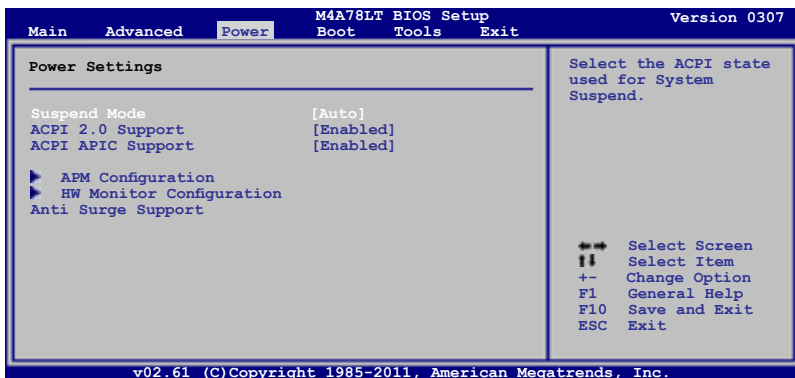 M4A78LT BIOS Setup Version 0307
Main Advanced Power Boot Tools Exit
Power Settings
Suspend Mode [Auto]
ACPI 2.0 Support [Enabled]
ACPI APIC Support [Enabled]
APM Configuration
HW Monitor Configuration
Anti Surge Support
Select the ACPI state
used for System
Suspend.
Select Screen
Select Item
+- Change Option
F1 General Help
F10 Save and Exit
ESC Exit
v02.61 (C)Copyright 1985-2011, American Megatrends, Inc.